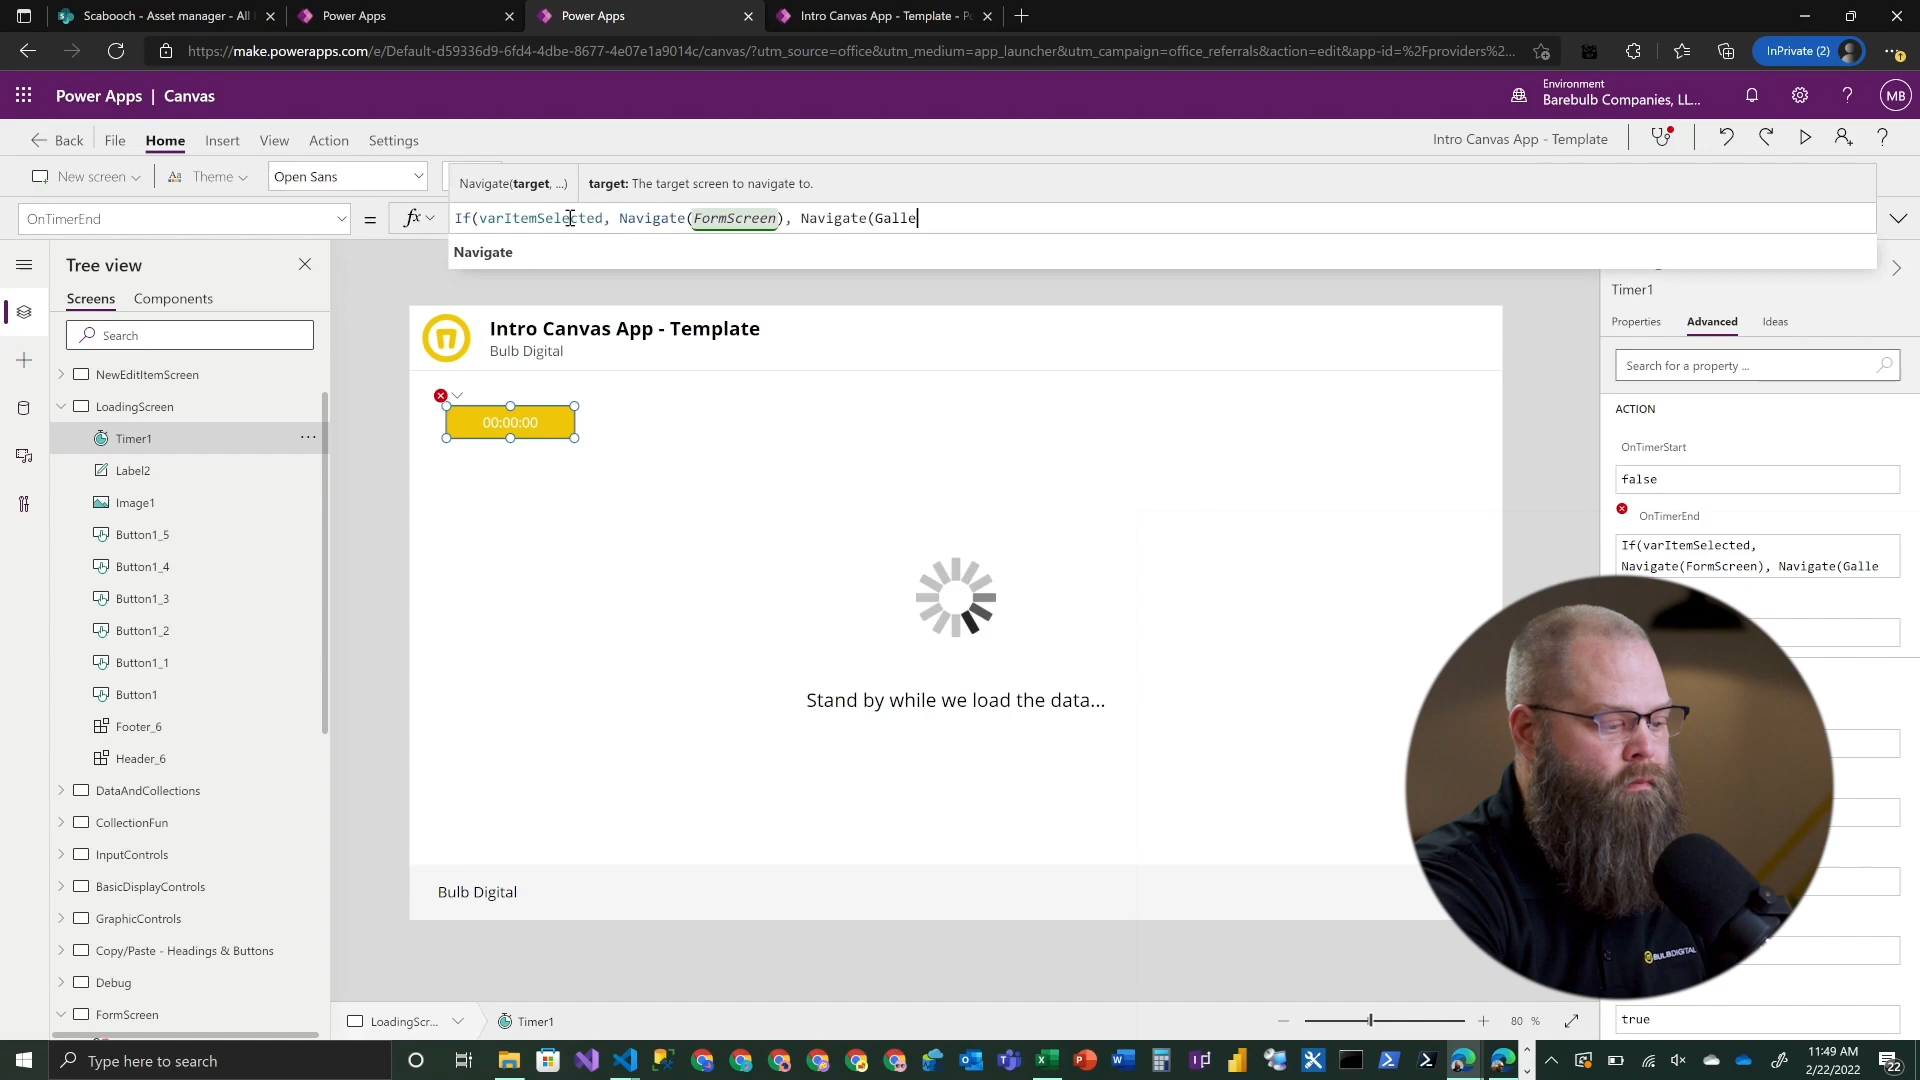 Scabooch - Asset manager - All
Power Apps
Power Apps
Intro Canvas App - Template - Po
https://make.powerapps.com/e/Default-d59336d9-6fd4-4dbe-8677-4e07e1a9014c/canvas/?utm_source=office&utm_medium=app_launcher&utm_campaign=office_referrals&action=edit&app-id=%2Fproviders%2...
InPrivate (2)
Power Apps | Canvas
Environment
Barebulb Companies, LL...
MB
Back
File
Home
Insert
View
Action
Settings
Intro Canvas App - Template
New screen
Theme
Open Sans
Navigate(target, ...)
target: The target screen to navigate to.
OnTimerEnd
=
fx
If(varItemSelected, Navigate(FormScreen), Navigate(Galle
Navigate
Tree view
Screens
Components
Search
NewEditItemScreen
LoadingScreen
Timer1
Label2
Image1
Button1_5
Button1_4
Button1_3
Button1_2
Button1_1
Button1
Footer_6
Header_6
DataAndCollections
CollectionFun
InputControls
BasicDisplayControls
GraphicControls
Copy/Paste - Headings & Buttons
Debug
FormScreen
Intro Canvas App - Template
Bulb Digital
00:00:00
Stand by while we load the data...
Bulb Digital
Timer1
Properties
Advanced
Ideas
Search for a property ...
ACTION
OnTimerStart
false
OnTimerEnd
If(varItemSelected,
Navigate(FormScreen), Navigate(Galle
BULBDIGITAL
true
LoadingScr...
Timer1
80 %
Type here to search
11:49 AM
2/22/2022
22